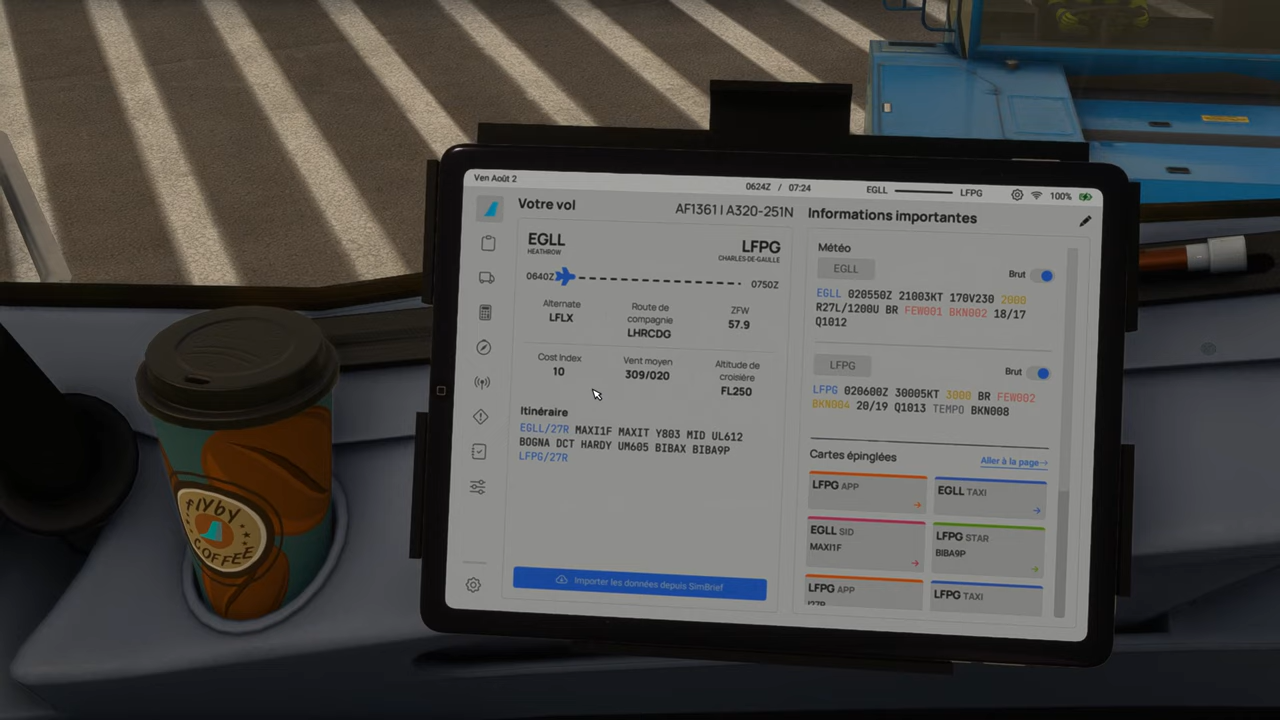 Ven Août 2
0624Z / 07:24
EGLL
LFPG
100%
Votre vol
AF1361 | A320-251N
EGLL
HEATHROW
LFPG
CHARLES-DE-GAULLE
0640Z
0750Z
Alternate
LFLX
Route de
compagnie
LHRCDG
ZFW
57.9
Cost Index
10
Vent moyen
309/020
Altitude de
croisière
FL250
Itinéraire
EGLL/27R MAXI1F MAXIT Y803 MID UL612
BOGNA DCT HARDY UM605 BIBAX BIBA9P
LFPG/27R
Importer les données depuis SimBrief
Informations importantes
Météo
EGLL
Brut
EGLL 020550Z 21003KT 170V230 2000
R27L/1200U BR FEW001 BKN002 18/17
Q1012
LFPG
Brut
LFPG 020600Z 30005KT 3000 BR FEW002
BKN004 20/19 Q1013 TEMPO BKN008
Cartes épinglées
Aller à la page→
LFPG APP
EGLL TAXI
EGLL SID
MAXI1F
LFPG STAR
BIBA9P
LFPG APP
LFPG TAXI
flyby
COFFEE